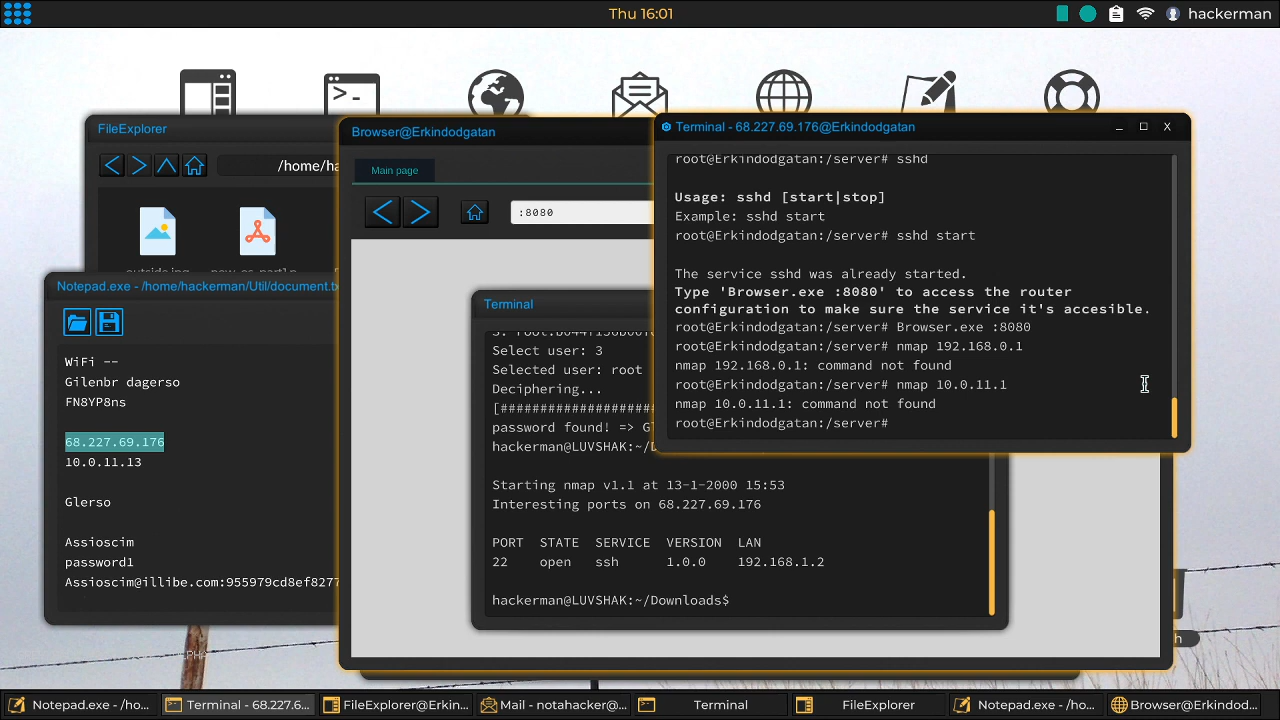 Thu 16:01
hackerman
FileExplorer
/home/ha
Browser@Erkindodgatan
Main page
:8080
Terminal - 68.227.69.176@Erkindodgatan
root@Erkindodgatan:/server# sshd
Usage: sshd [start|stop]
Example: sshd start
root@Erkindodgatan:/server# sshd start
The service sshd was already started.
Type 'Browser.exe :8080' to access the router
configuration to make sure the service it's accesible.
root@Erkindodgatan:/server# Browser.exe :8080
root@Erkindodgatan:/server# nmap 192.168.0.1
nmap 192.168.0.1: command not found
root@Erkindodgatan:/server# nmap 10.0.11.1
nmap 10.0.11.1: command not found
root@Erkindodgatan:/server#
Notepad.exe - /home/hackerman/Util/document.tx
WiFi --
Gilenbr dagerso
FN8YP8ns
68.227.69.176
10.0.11.13
Glerso
Assioscim
password1
Assioscim@illibe.com:955979cd8ef8277
Terminal
Select user: 3
Selected user: root
Deciphering...
[####################
password found! => G
hackerman@LUVSHAK:~/D
Starting nmap v1.1 at 13-1-2000 15:53
Interesting ports on 68.227.69.176
PORT STATE SERVICE VERSION LAN
22 open ssh 1.0.0 192.168.1.2
hackerman@LUVSHAK:~/Downloads$
Notepad.exe - /ho...
Terminal - 68.227.6...
FileExplorer@Erkin...
Mail - notahacker@...
Terminal
FileExplorer
Notepad.exe - /ho...
Browser@Erkindod...